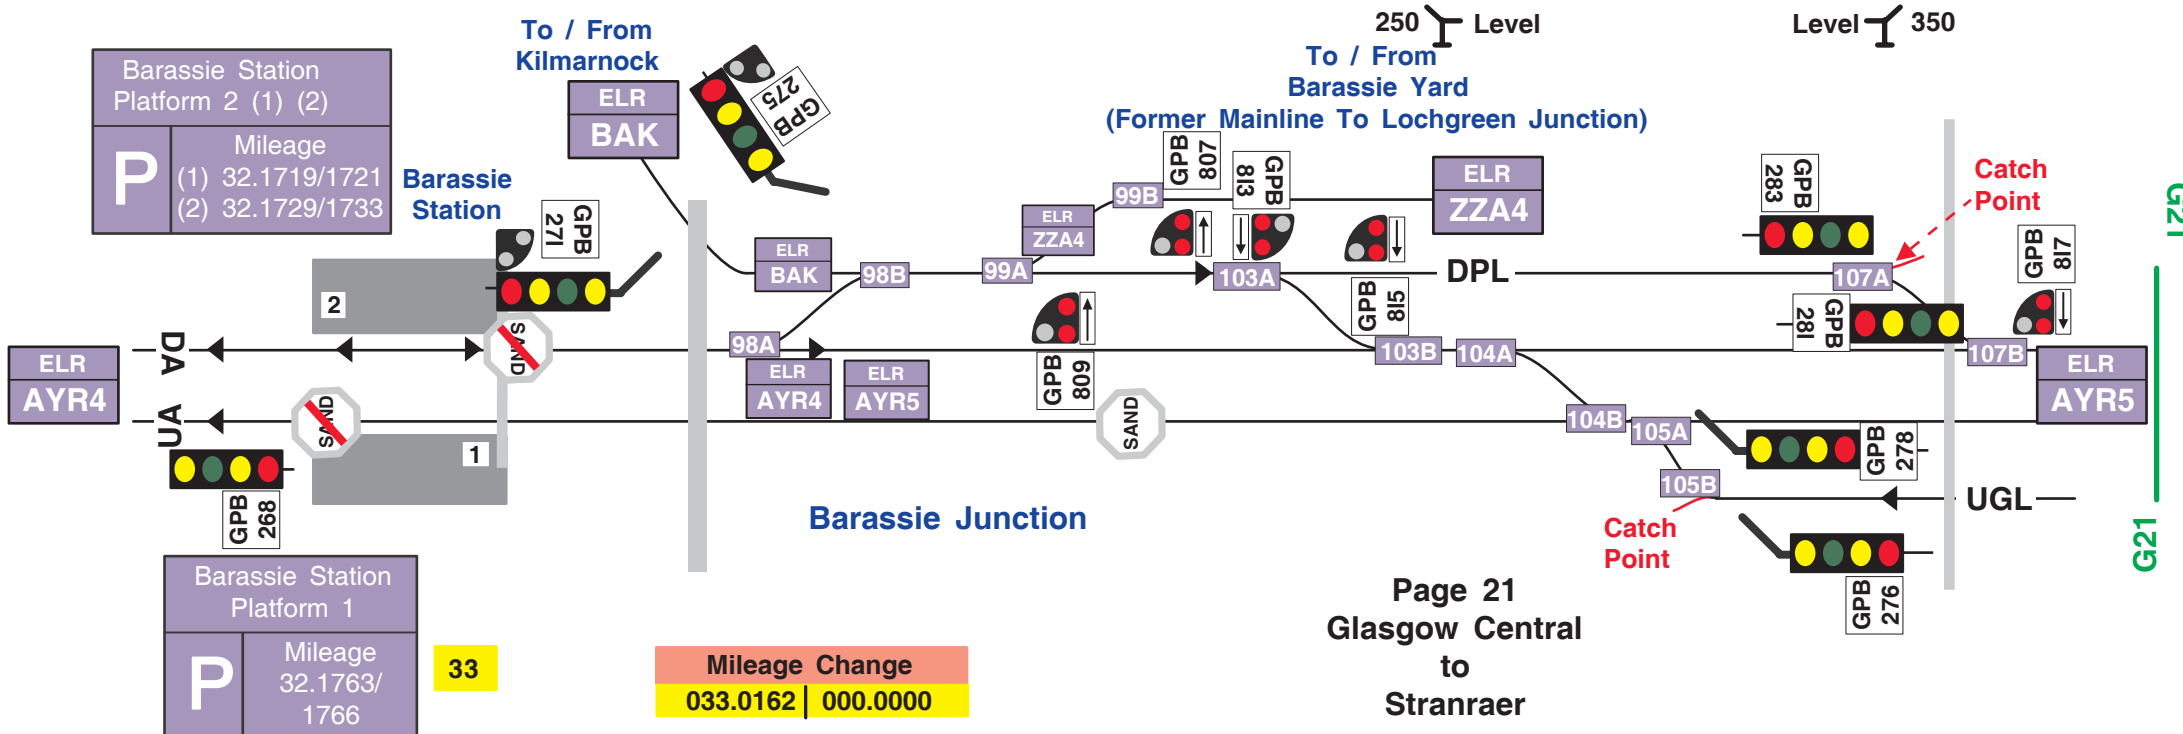 250 Level
Level 350
To / From
Kilmarnock
ELR
BAK
GPB
275
To / From
Barassie Yard
(Former Mainline To Lochgreen Junction)
Barassie Station
Platform 2 (1) (2)
P
Mileage
(1) 32.1719/1721
(2) 32.1729/1733
Barassie
Station
GPB
27I
ELR
BAK
98B
99A
ELR
ZZA4
99B
GPB
807
GPB
8I3
ELR
ZZA4
103A
DPL
GPB
283
Catch
Point
107A
GPB
8I7
G21
2
SAND
DA
98A
GPB
809
GPB
8I5
103B
104A
GPB
28I
107B
ELR
AYR4
ELR
AYR4
ELR
AYR5
ELR
AYR5
UA
SAND
1
SAND
104B
105A
GPB
278
105B
UGL
GPB
268
Barassie Junction
Catch
Point
GPB
276
G21
Barassie Station
Platform 1
P
Mileage
32.1763/
1766
33
Mileage Change
033.0162 000.0000
Page 21
Glasgow Central
to
Stranraer